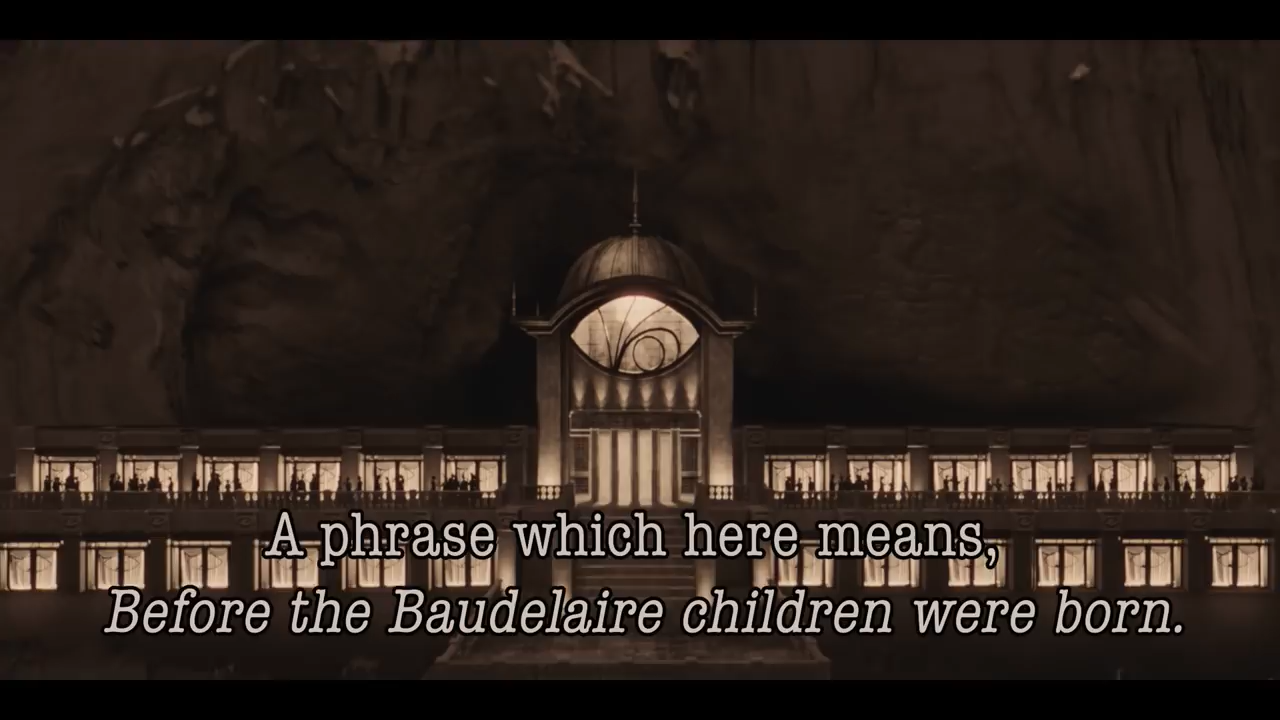 A phrase which here means,
Before the Baudelaire children were born.